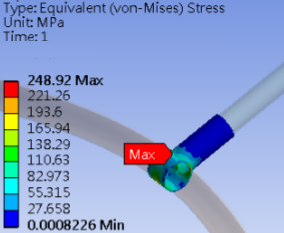 Type: Equivalent (von-Mises) Stress
Unit: MPa
Time: 1
248.92 Max
221.26
193.6
165.94
138.29
110.63
82.973
55.315
27.658
0.0008226 Min
Max